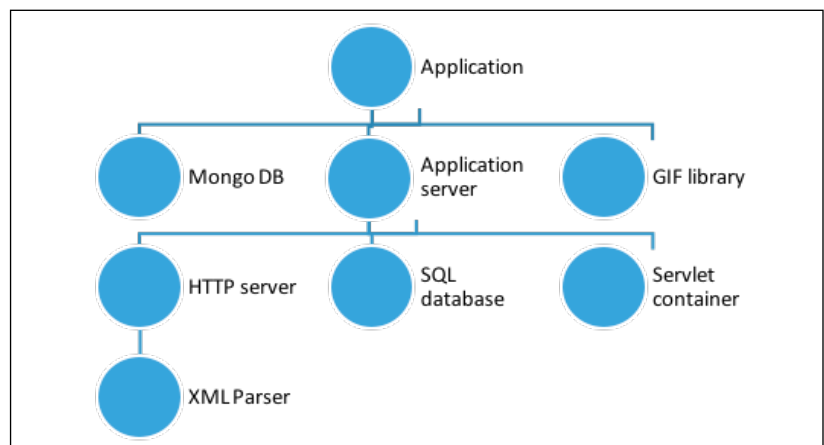 Application
Mongo DB
Application
server
GIF library
HTTP server
SQL
database
Servlet
container
XML Parser